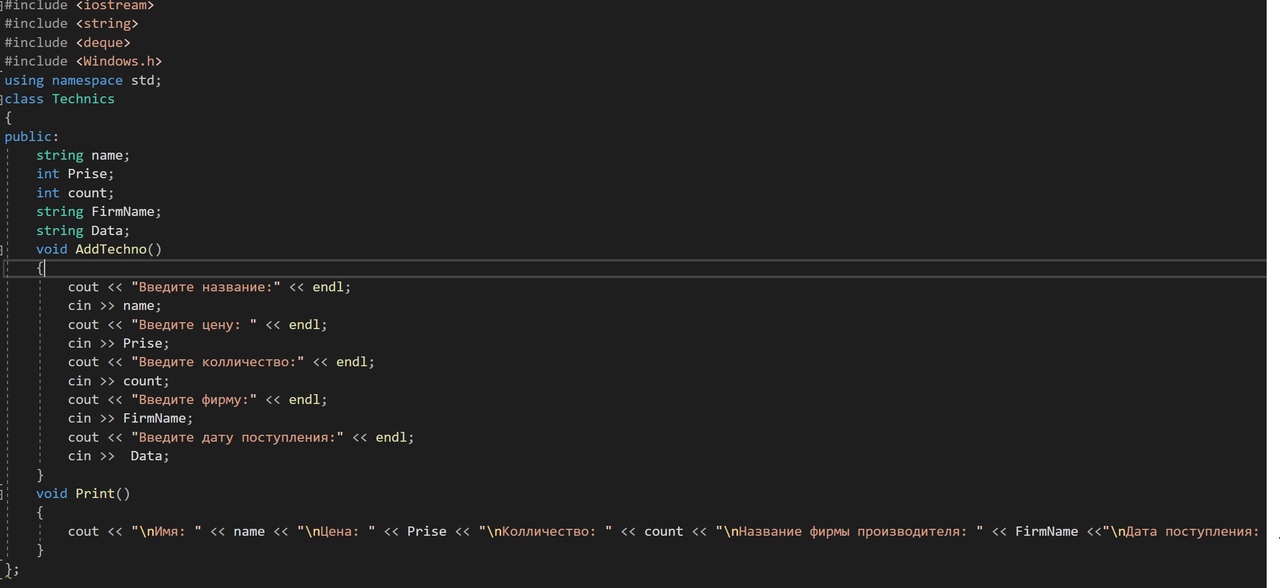 #include <iostream>
#include <string>
#include <deque>
#include <Windows.h>
using namespace std;
class Technics
{
public:
    string name;
    int Prise;
    int count;
    string FirmName;
    string Data;
    void AddTechno()
    {
        cout << "Введите название:" << endl;
        cin >> name;
        cout << "Введите цену: " << endl;
        cin >> Prise;
        cout << "Введите колличество:" << endl;
        cin >> count;
        cout << "Введите фирму:" << endl;
        cin >> FirmName;
        cout << "Введите дату поступления:" << endl;
        cin >>  Data;
    }
    void Print()
    {
        cout << "\nИмя: " << name << "\nЦена: " << Prise << "\nКолличество: " << count << "\nНазвание фирмы производителя: " << FirmName <<"\nДата поступления:
    }
};